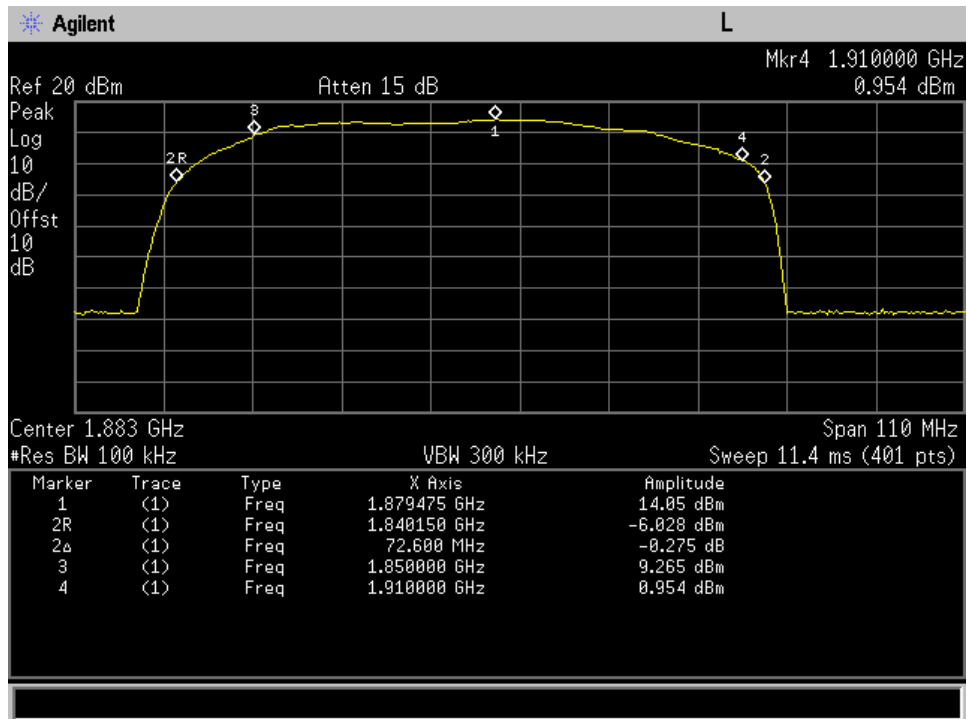 Agilent L
Mkr4 1.910000 GHz
Ref 20 dBm Atten 15 dB 0.954 dBm
Peak
Log
10
dB/
Offst
10
dB
3
1
4
2R
2
Center 1.883 GHz Span 110 MHz
#Res BW 100 kHz VBW 300 kHz Sweep 11.4 ms (401 pts)
Marker Trace Type X Axis Amplitude
1 (1) Freq 1.879475 GHz 14.05 dBm
2R (1) Freq 1.840150 GHz -6.028 dBm
2Δ (1) Freq 72.600 MHz -0.275 dB
3 (1) Freq 1.850000 GHz 9.265 dBm
4 (1) Freq 1.910000 GHz 0.954 dBm